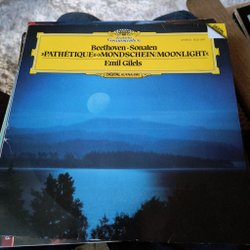 Beethoven·Sonaten
»PATHÉTIQUE«·»MONDSCHEIN/MOONLIGHT«
Emil Gilels
DIGITAL